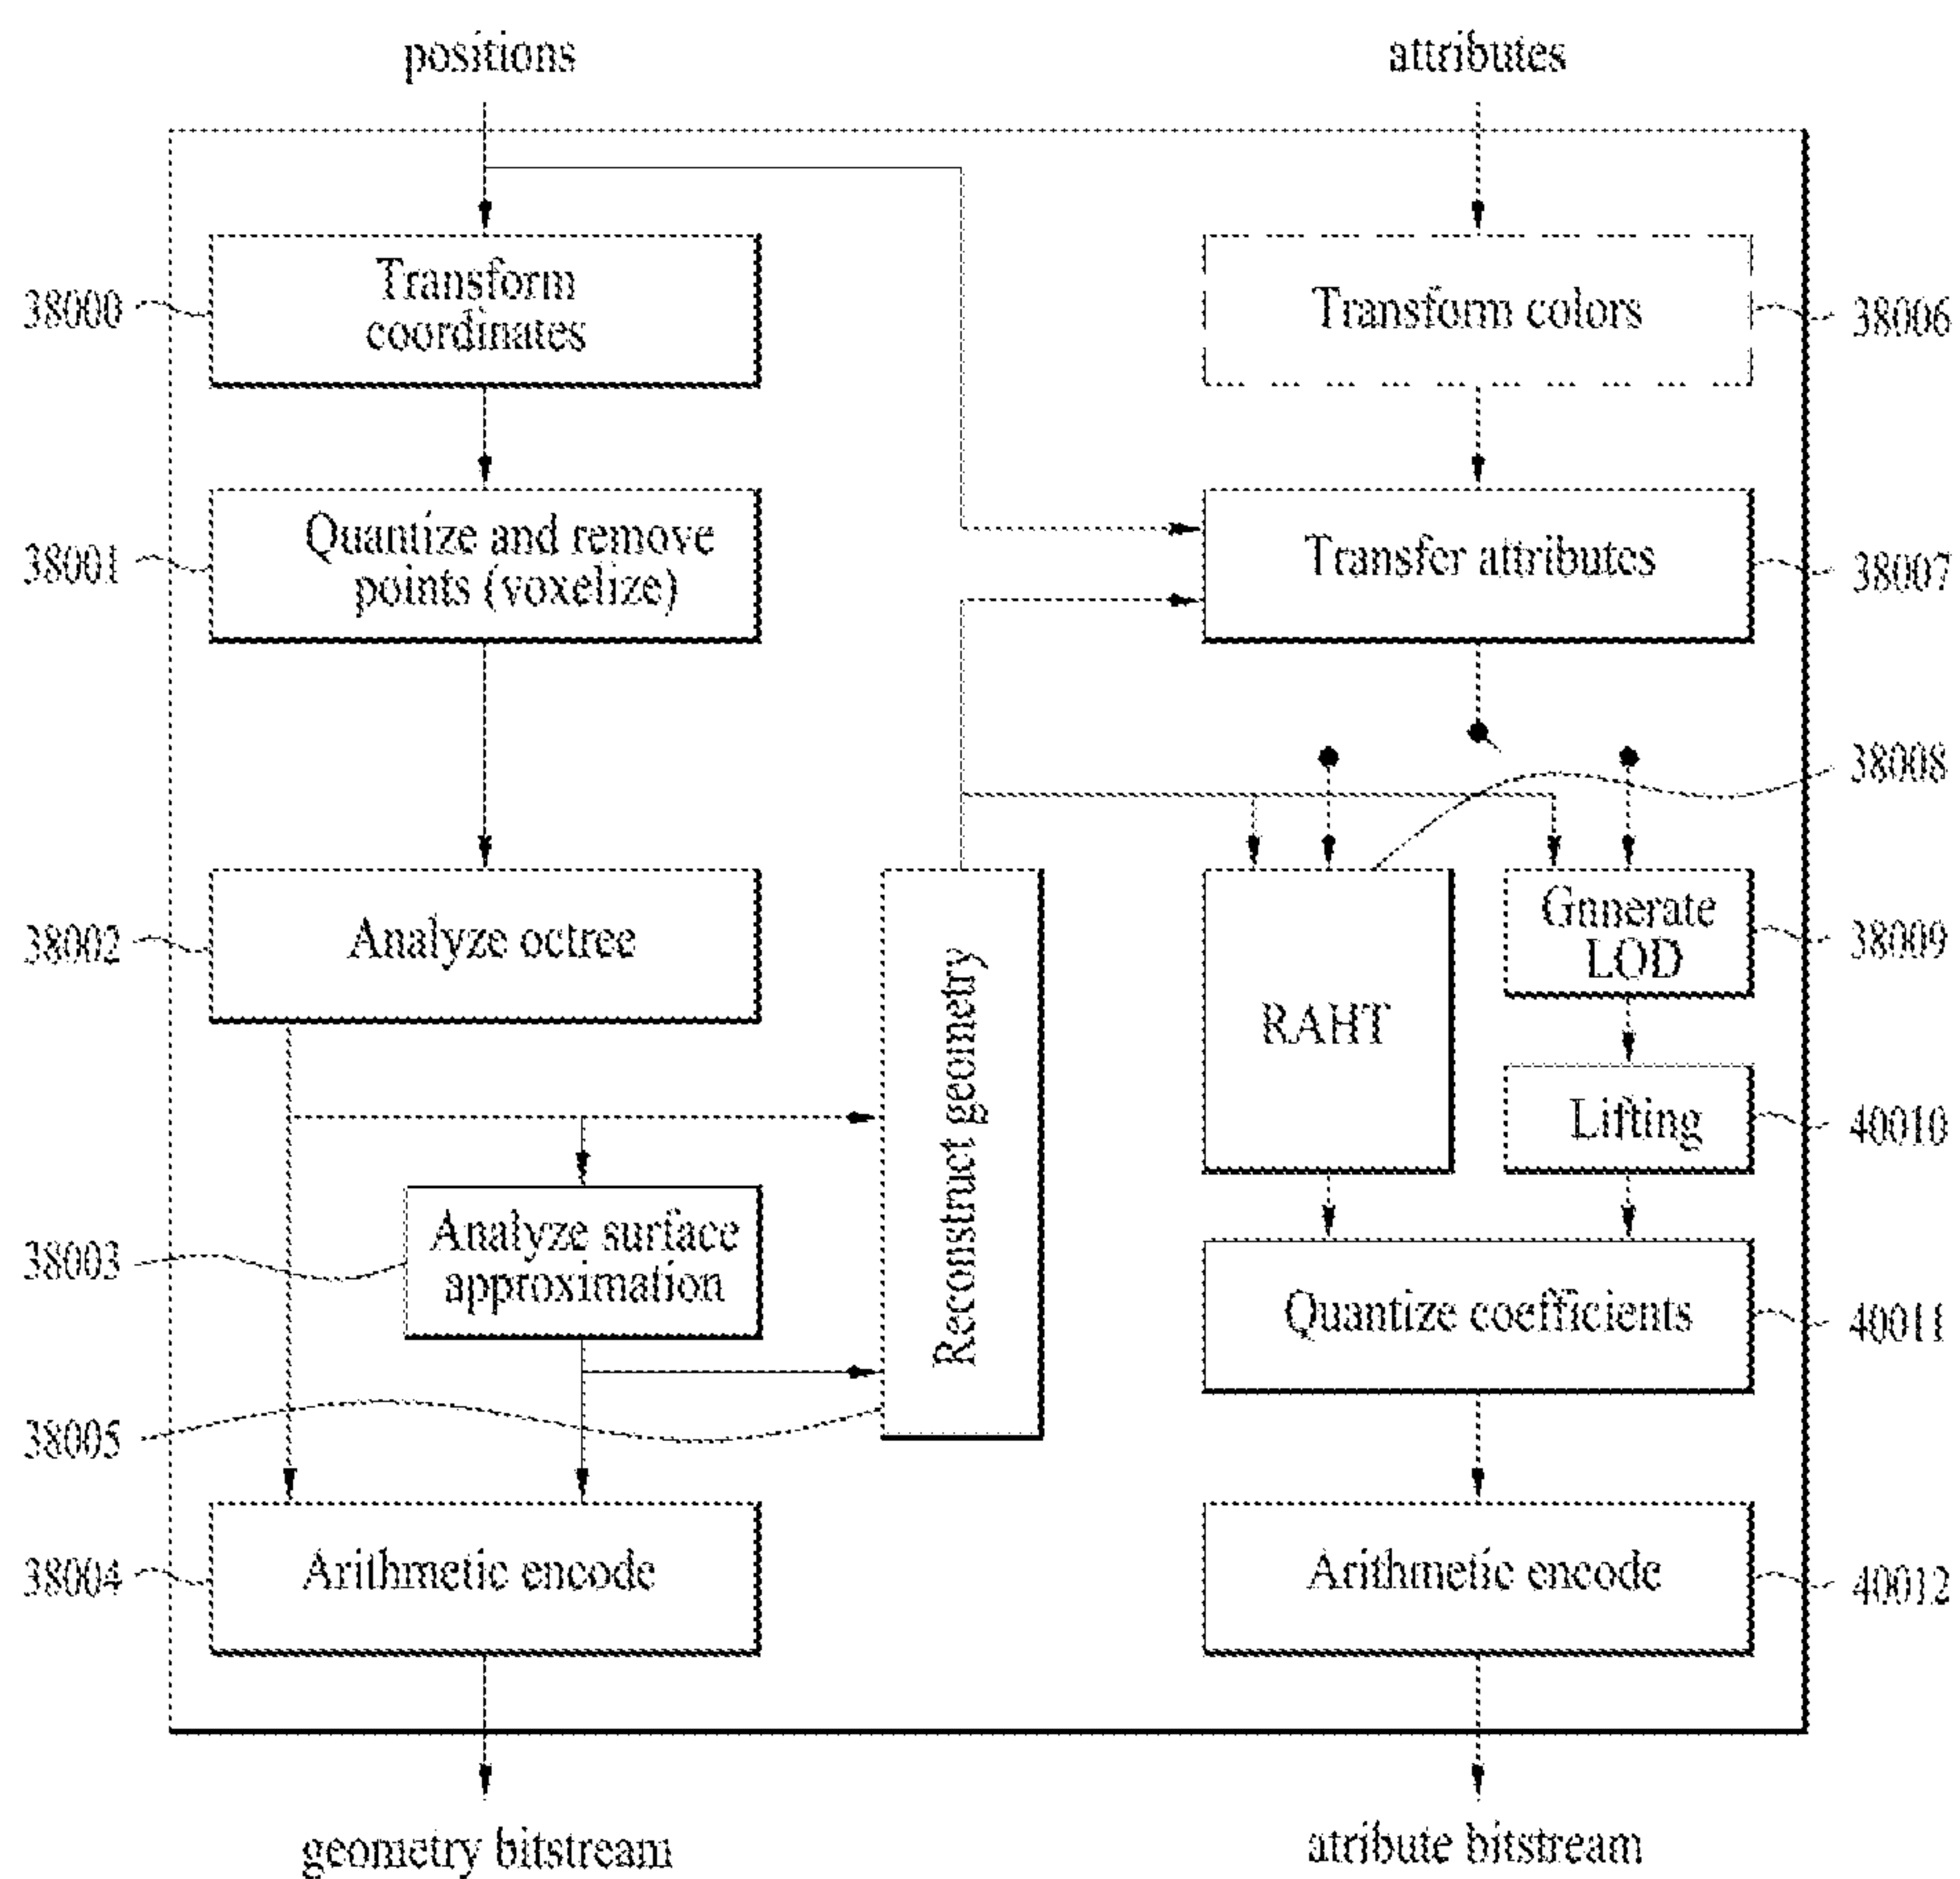 positions
attributes
38000
Transform
coordinates
Transform colors
38006
38001
Quantize and remove
points (voxelize)
Transfer attributes
38007
38008
38002
Analyze octree
Reconstruct geometry
RAHT
Gnnerate
LOD
38009
Lifting
40010
38003
Analyze surface
approximation
Quantize coefficients
40011
38005
38004
Arithmetic encode
Arithmetic encode
40012
geometry bitstream
atribute bitstream